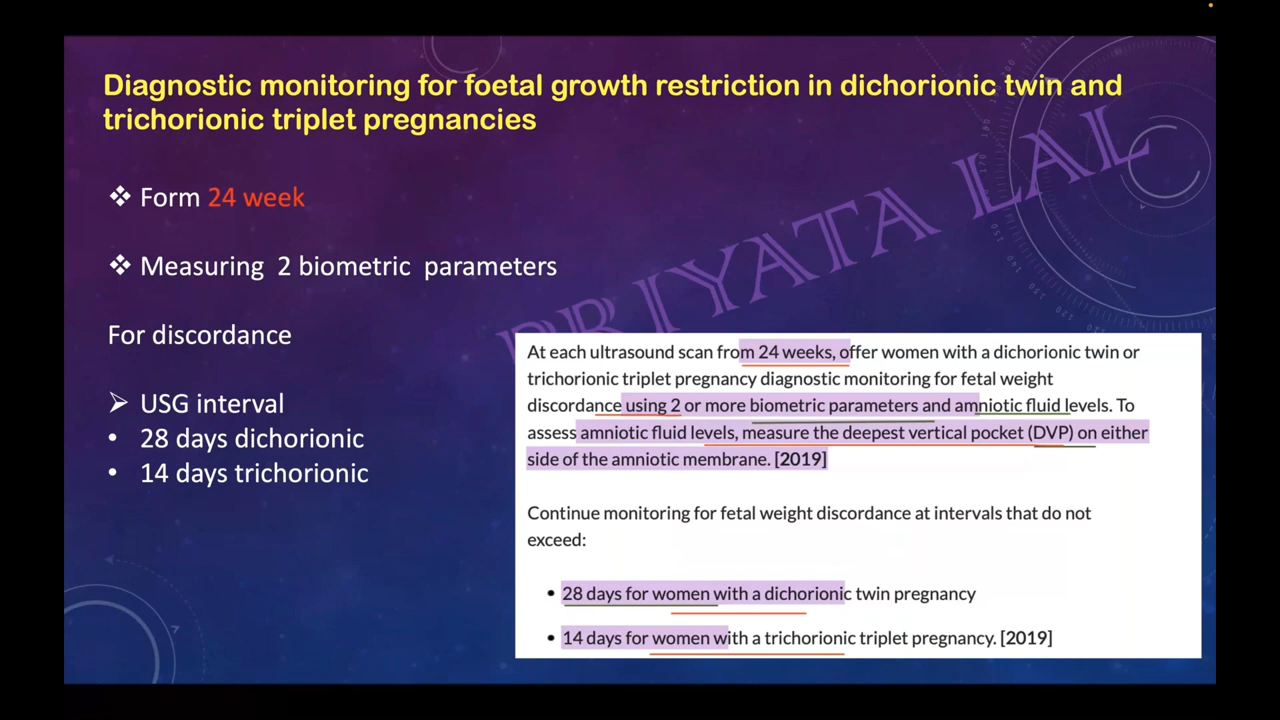 Diagnostic monitoring for foetal growth restriction in dichorionic twin and
trichorionic triplet pregnancies
❖ Form 24 week
❖ Measuring 2 biometric parameters
For discordance
➢ USG interval
• 28 days dichorionic
• 14 days trichorionic
PRIYATA LAL
At each ultrasound scan from 24 weeks, offer women with a dichorionic twin or
trichorionic triplet pregnancy diagnostic monitoring for fetal weight
discordance using 2 or more biometric parameters and amniotic fluid levels. To
assess amniotic fluid levels, measure the deepest vertical pocket (DVP) on either
side of the amniotic membrane. [2019]
Continue monitoring for fetal weight discordance at intervals that do not
exceed:
• 28 days for women with a dichorionic twin pregnancy
• 14 days for women with a trichorionic triplet pregnancy. [2019]